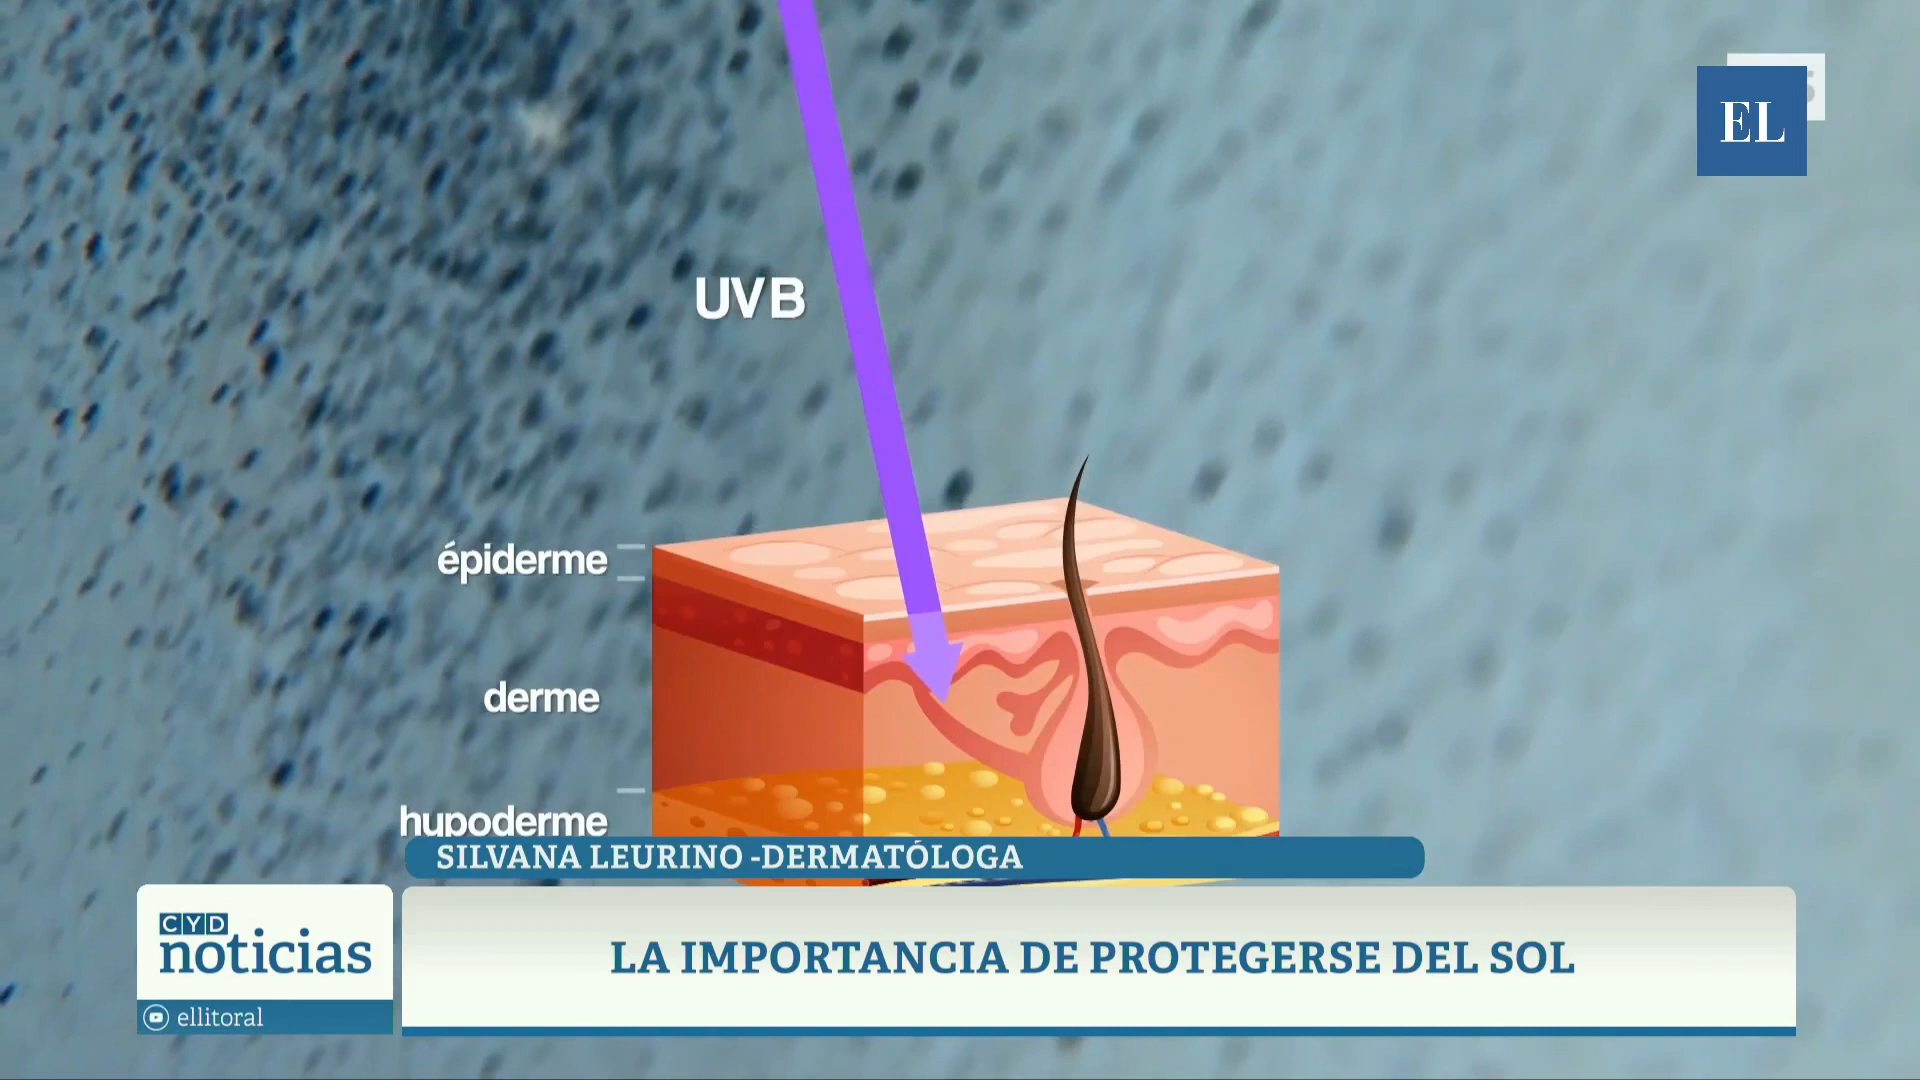 EL
UVB
épiderme
derme
hypoderme
SILVANA LEURINO -DERMATÓLOGA
CYD
noticias
LA IMPORTANCIA DE PROTEGERSE DEL SOL
ellitoral